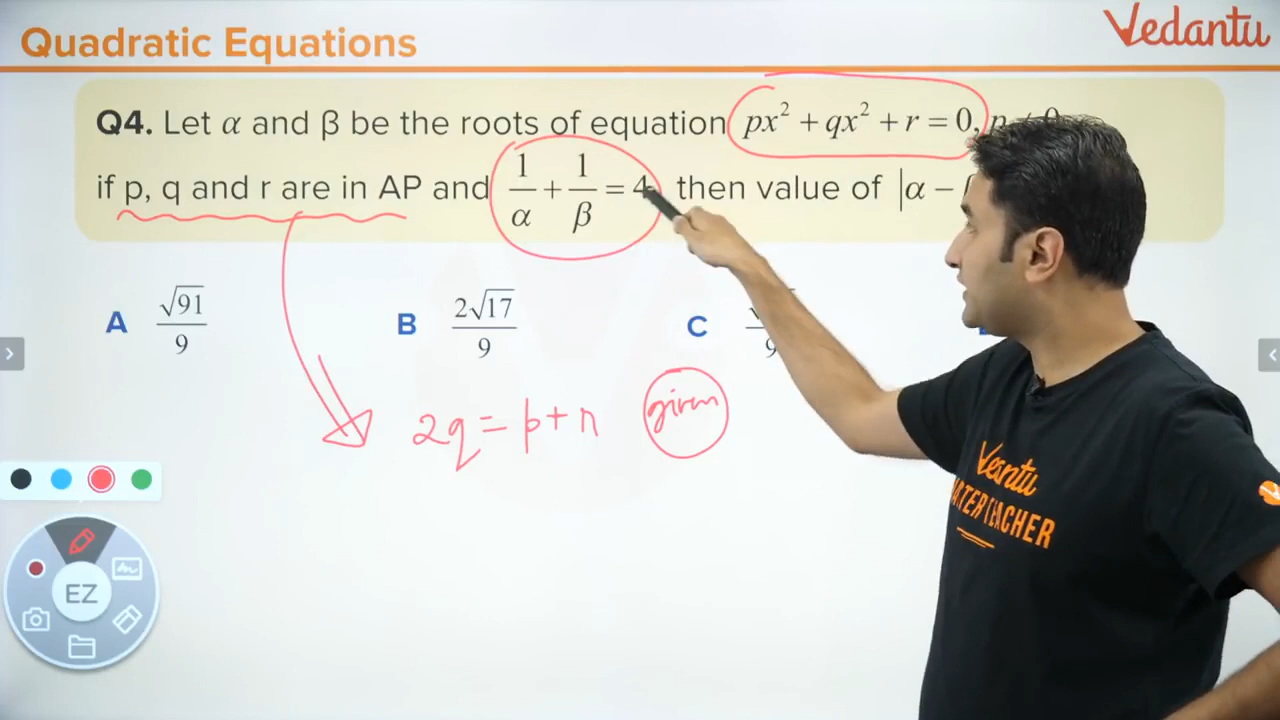 Quadratic Equations
Vedantu
Q4. Let α and β be the roots of equation px² + qx² + r = 0,
if p, q and r are in AP and 1/α + 1/β = 4 then value of |α −
A √91/9
B 2√17/9
C 9
2q = p + r given
EZ
Vedantu
MASTER TEACHER